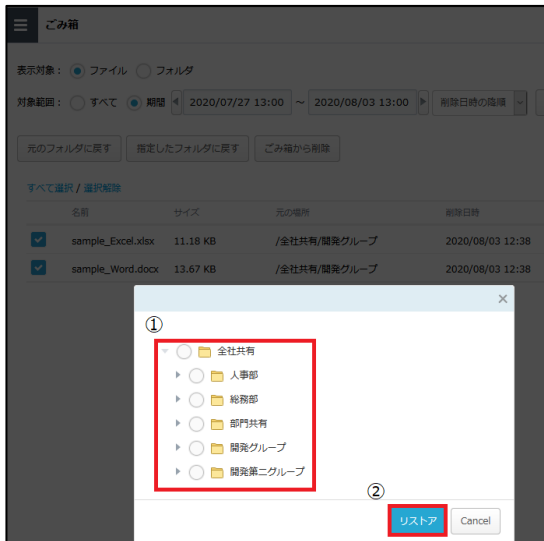 ごみ箱
表示対象： ファイル フォルダ
対象範囲： すべて 期間 2020/07/27 13:00 ～ 2020/08/03 13:00 削除日時の降順
元のフォルダに戻す 指定したフォルダに戻す ごみ箱から削除
すべて選択 / 選択解除
名前 サイズ 元の場所 削除日時
sample_Excel.xlsx 11.18 KB /全社共有/開発グループ 2020/08/03 12:38
sample_Word.docx 13.67 KB /全社共有/開発グループ 2020/08/03 12:38
①
全社共有
人事部
総務部
部門共有
開発グループ
開発第二グループ
②
リストア Cancel